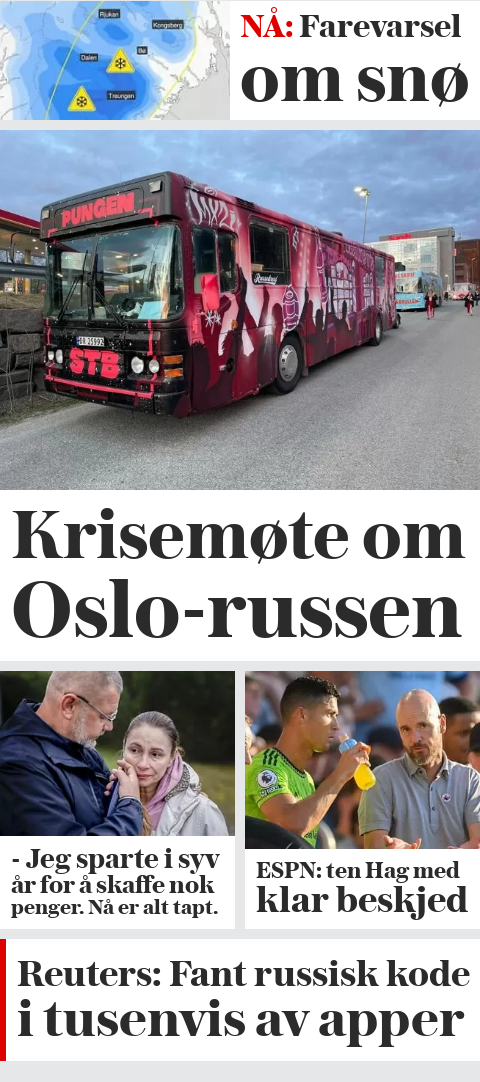 Rjukan
Kongsberg
Bø
Dalen
Treungen
NÅ: Farevarsel
om snø
PUNGEN
STB
Krisemøte om
Oslo-russen
- Jeg sparte i syv
år for å skaffe nok
penger. Nå er alt tapt.
ESPN: ten Hag med
klar beskjed
Reuters: Fant russisk kode
i tusenvis av apper